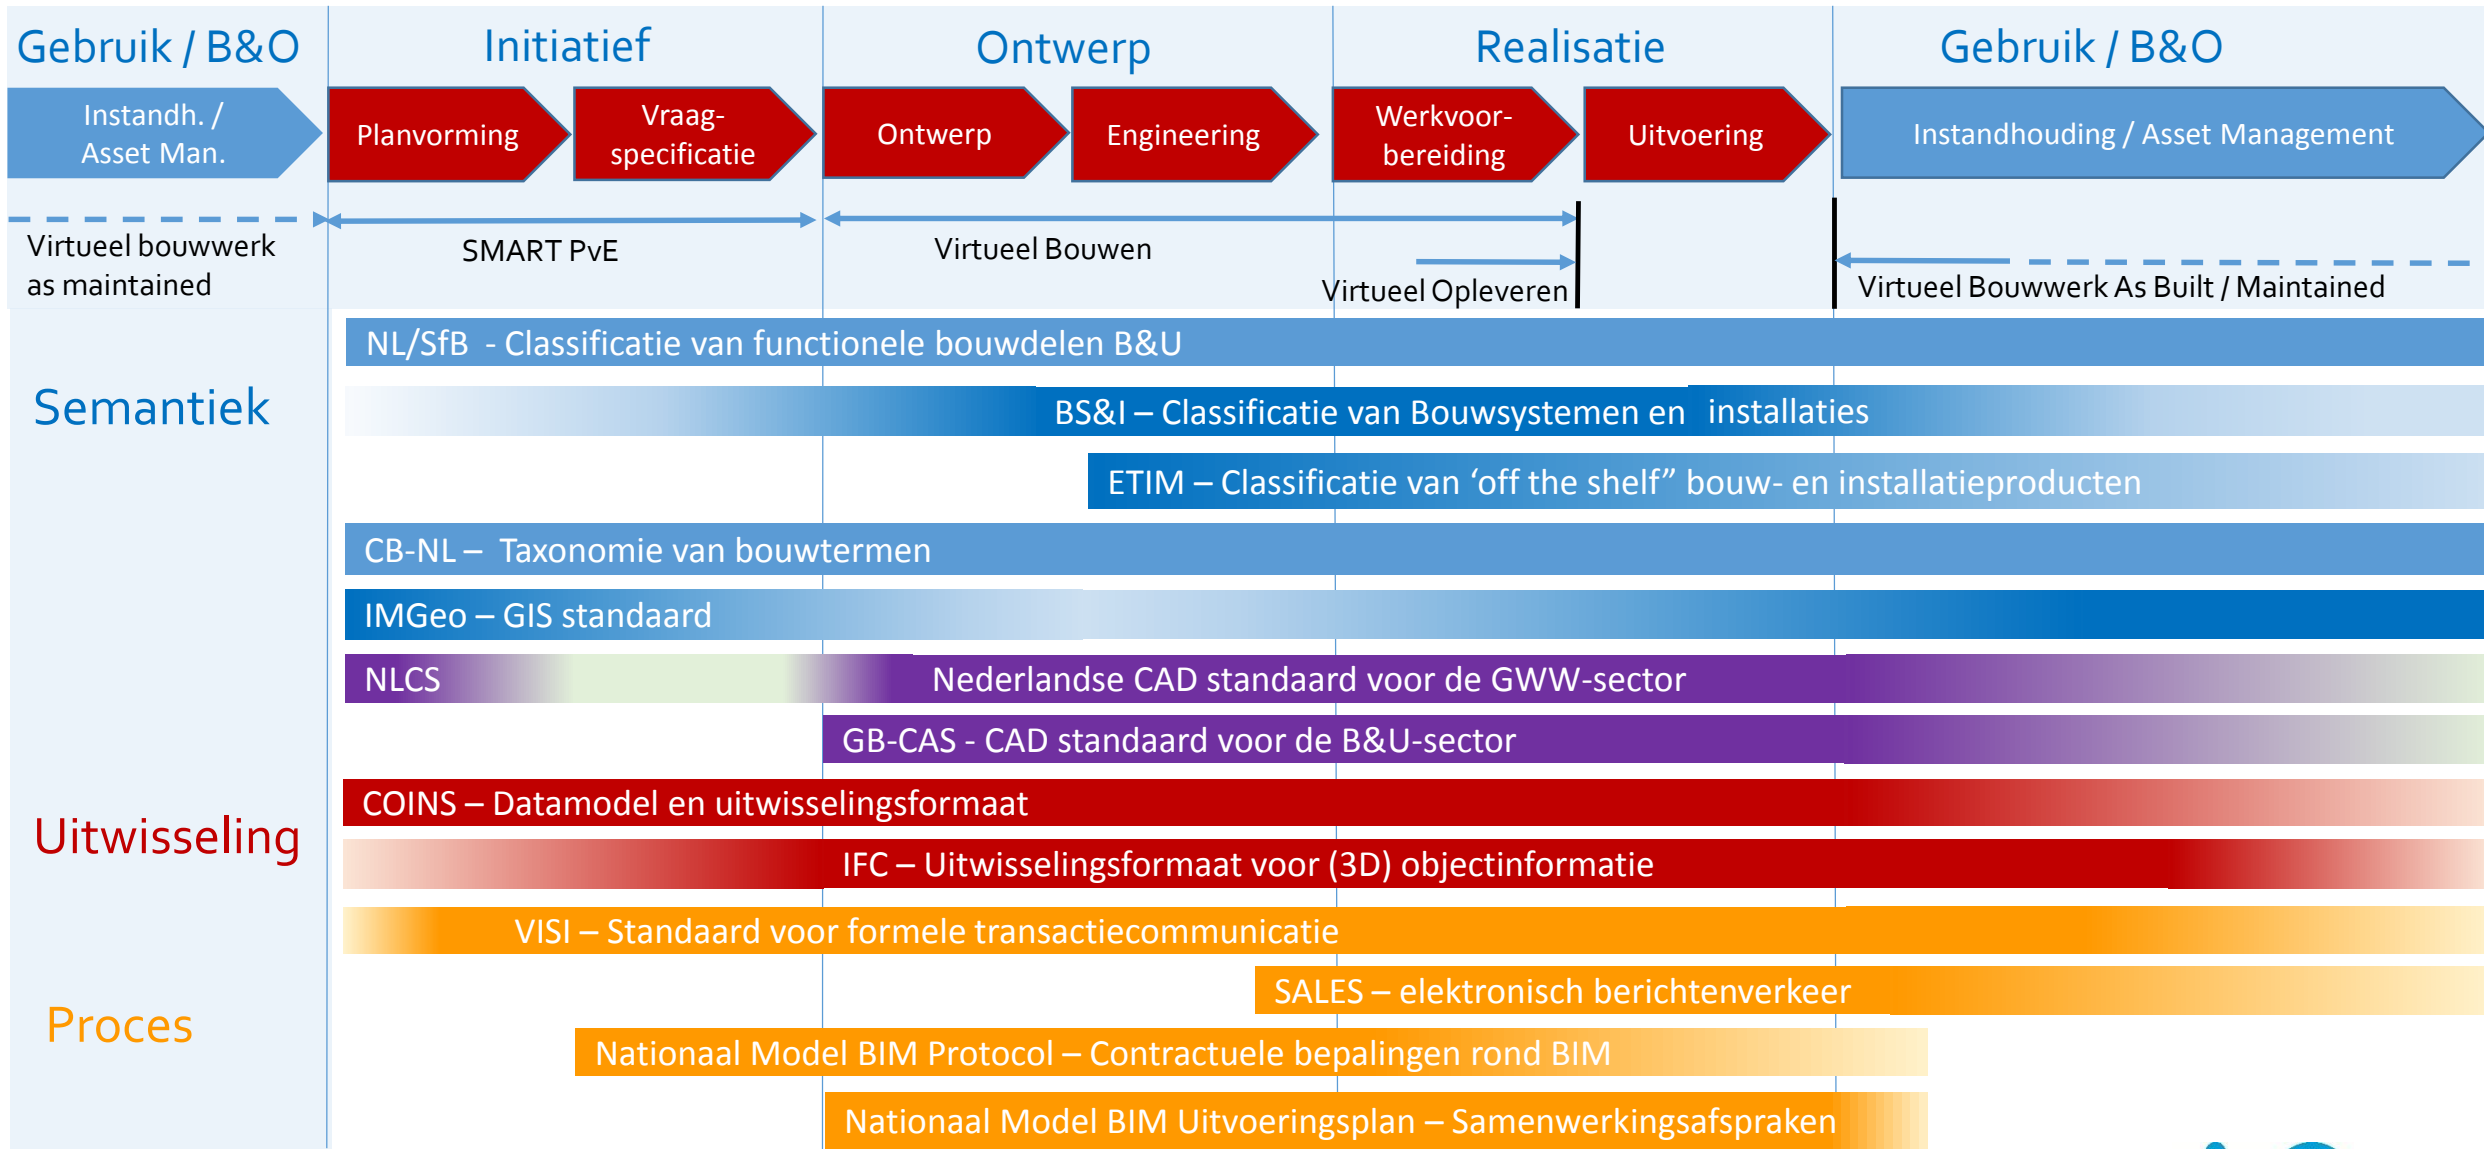 Gebruik / B&O
Initiatief
Ontwerp
Realisatie
Gebruik / B&O
Instandh. /
Asset Man.
Planvorming
Vraag-
specificatie
Ontwerp
Engineering
Werkvoor-
bereiding
Uitvoering
Instandhouding / Asset Management
Virtueel bouwwerk
as maintained
SMART PvE
Virtueel Bouwen
Virtueel Opleveren
Virtueel Bouwwerk As Built / Maintained
Semantiek
NL/SfB - Classificatie van functionele bouwdelen B&U
BS&I – Classificatie van Bouwsystemen en installaties
ETIM – Classificatie van ‘off the shelf” bouw- en installatieproducten
CB-NL – Taxonomie van bouwtermen
IMGeo – GIS standaard
NLCS Nederlandse CAD standaard voor de GWW-sector
GB-CAS - CAD standaard voor de B&U-sector
Uitwisseling
COINS – Datamodel en uitwisselingsformaat
IFC – Uitwisselingsformaat voor (3D) objectinformatie
Proces
VISI – Standaard voor formele transactiecommunicatie
SALES – elektronisch berichtenverkeer
Nationaal Model BIM Protocol – Contractuele bepalingen rond BIM
Nationaal Model BIM Uitvoeringsplan – Samenwerkingsafspraken